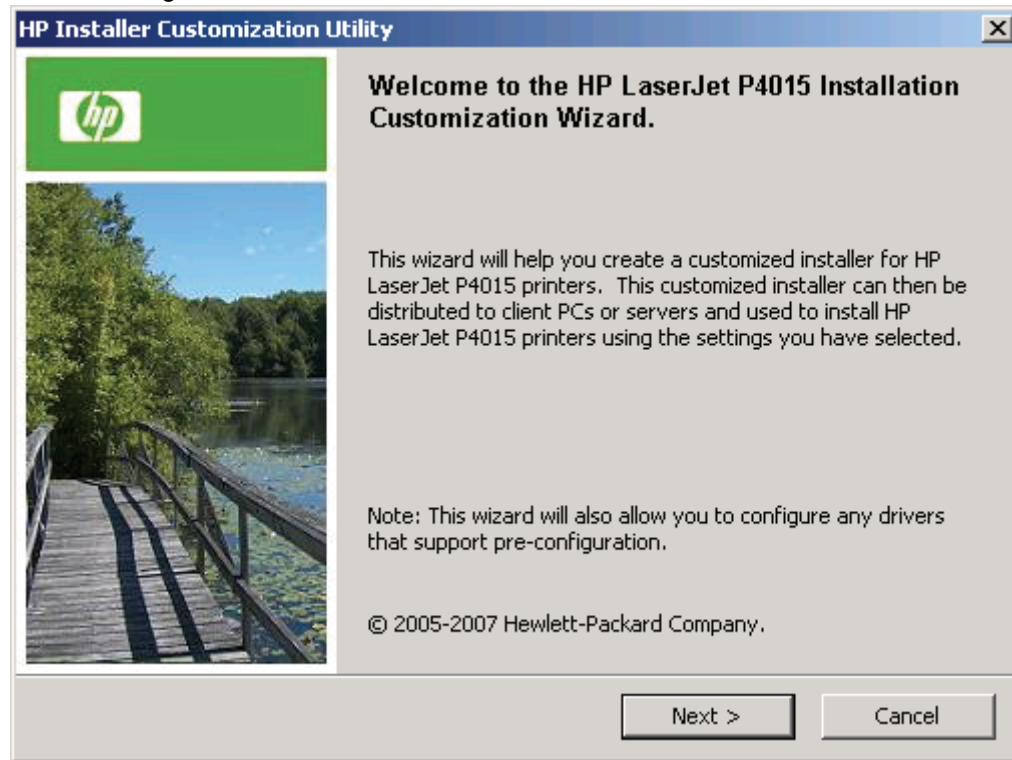 HP Installer Customization Utility
hp
Welcome to the HP LaserJet P4015 Installation
Customization Wizard.
This wizard will help you create a customized installer for HP
LaserJet P4015 printers.  This customized installer can then be
distributed to client PCs or servers and used to install HP
LaserJet P4015 printers using the settings you have selected.
Note: This wizard will also allow you to configure any drivers
that support pre-configuration.
© 2005-2007 Hewlett-Packard Company.
Next >
Cancel